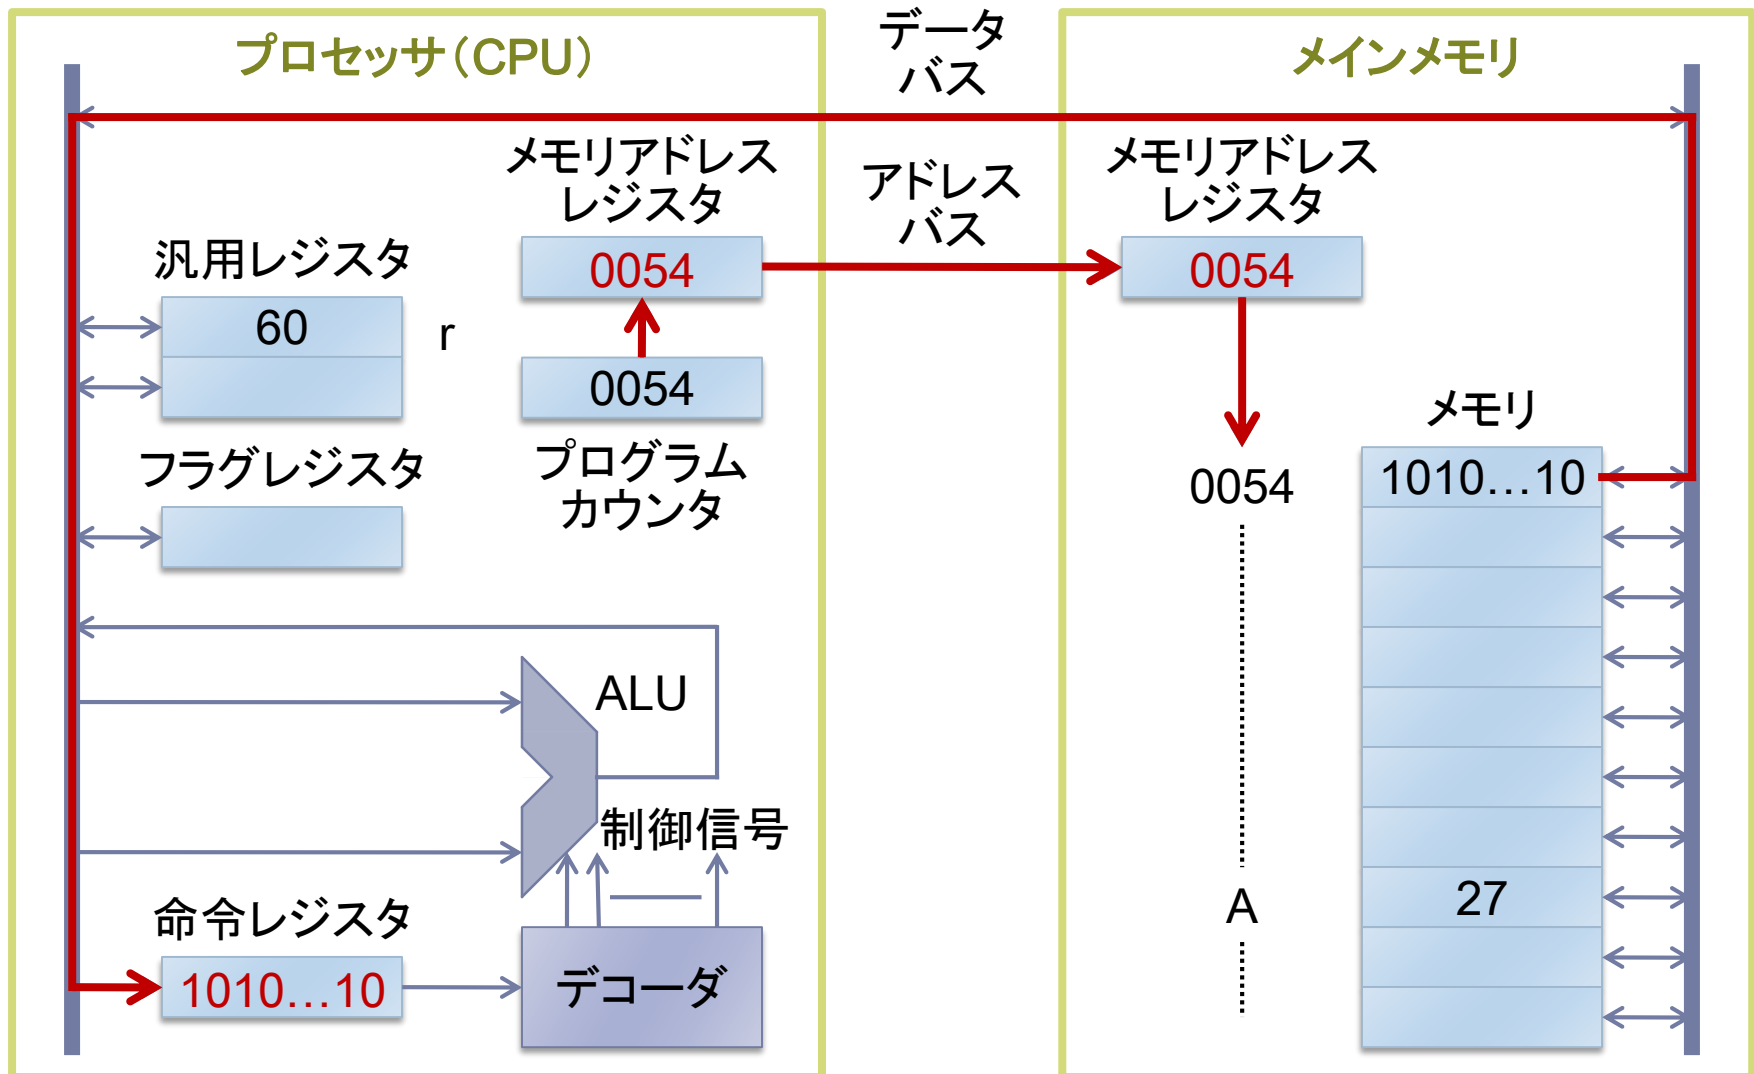 プロセッサ(CPU)
データ
バス
メインメモリ
メモリアドレス
レジスタ
アドレス
バス
メモリアドレス
レジスタ
汎用レジスタ
0054
0054
60
r
0054
プログラム
カウンタ
フラグレジスタ
メモリ
0054
1010…10
ALU
制御信号
27
A
命令レジスタ
1010…10
デコーダ